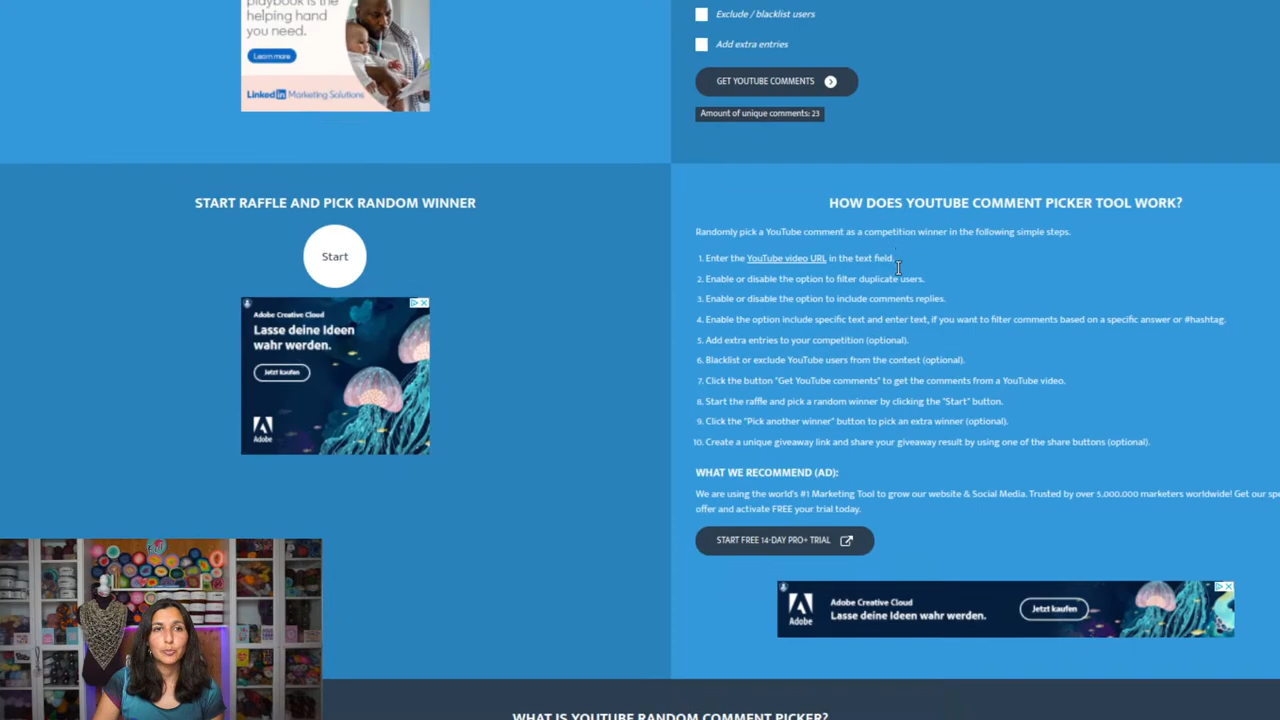 playbook is the
helping hand
you need.
Learn more
Linked in Marketing Solutions
Exclude / blacklist users
Add extra entries
GET YOUTUBE COMMENTS
Amount of unique comments: 23
START RAFFLE AND PICK RANDOM WINNER
Start
Adobe Creative Cloud
Lasse deine Ideen
wahr werden.
Jetzt kaufen
Adobe
HOW DOES YOUTUBE COMMENT PICKER TOOL WORK?
Randomly pick a YouTube comment as a competition winner in the following simple steps.
1. Enter the YouTube video URL in the text field.
2. Enable or disable the option to filter duplicate users.
3. Enable or disable the option to include comments replies.
4. Enable the option include specific text and enter text, if you want to filter comments based on a specific answer or #hashtag.
5. Add extra entries to your competition (optional).
6. Blacklist or exclude YouTube users from the contest (optional).
7. Click the button "Get YouTube comments" to get the comments from a YouTube video.
8. Start the raffle and pick a random winner by clicking the "Start" button.
9. Click the "Pick another winner" button to pick an extra winner (optional).
10. Create a unique giveaway link and share your giveaway result by using one of the share buttons (optional).
WHAT WE RECOMMEND (AD):
We are using the world's #1 Marketing Tool to grow our website & Social Media. Trusted by over 5.000.000 marketers worldwide! Get our spe
offer and activate FREE your trial today.
START FREE 14-DAY PRO+ TRIAL
Adobe Creative Cloud
Lasse deine Ideen wahr werden.
Jetzt kaufen
Adobe
WHAT IS YOUTUBE RANDOM COMMENT PICKER?